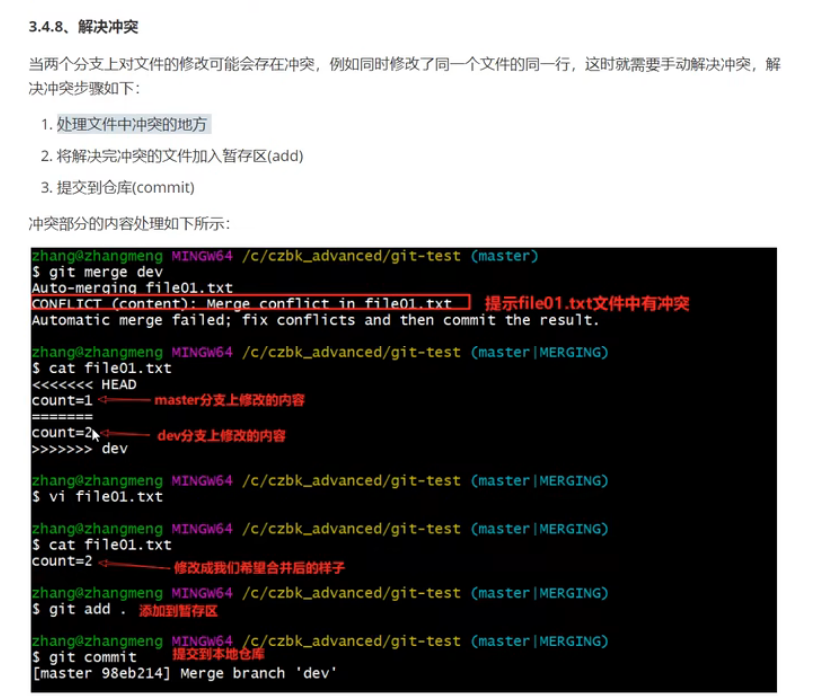 3.4.8、解决冲突
当两个分支上对文件的修改可能会存在冲突，例如同时修改了同一个文件的同一行，这时就需要手动解决冲突，解
决冲突步骤如下：
1. 处理文件中冲突的地方
2. 将解决完冲突的文件加入暂存区(add)
3. 提交到仓库(commit)
冲突部分的内容处理如下所示：
zhang@zhangmeng MINGW64 /c/czbk_advanced/git-test (master)
$ git merge dev
Auto-merging file01.txt
CONFLICT (content): Merge conflict in file01.txt 提示file01.txt文件中有冲突
Automatic merge failed; fix conflicts and then commit the result.
zhang@zhangmeng MINGW64 /c/czbk_advanced/git-test (master|MERGING)
$ cat file01.txt
<<<<<<< HEAD
count=1 master分支上修改的内容
=======
count=2 dev分支上修改的内容
>>>>>>> dev
zhang@zhangmeng MINGW64 /c/czbk_advanced/git-test (master|MERGING)
$ vi file01.txt
zhang@zhangmeng MINGW64 /c/czbk_advanced/git-test (master|MERGING)
$ cat file01.txt
count=2 修改成我们希望合并后的样子
zhang@zhangmeng MINGW64 /c/czbk_advanced/git-test (master|MERGING)
$ git add . 添加到暂存区
zhang@zhangmeng MINGW64 /c/czbk_advanced/git-test (master|MERGING)
$ git commit 提交到本地仓库
[master 98eb214] Merge branch 'dev'